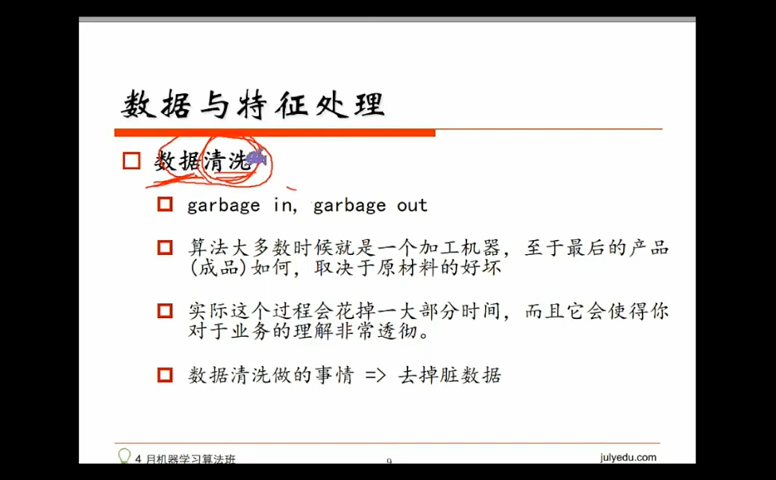 数据与特征处理
数据清洗
garbage in, garbage out
算法大多数时候就是一个加工机器，至于最后的产品
(成品)如何，取决于原材料的好坏
实际这个过程会花掉一大部分时间，而且它会使得你
对于业务的理解非常透彻。
数据清洗做的事情 => 去掉脏数据
4 月机器学习算法班
9
julyedu.com